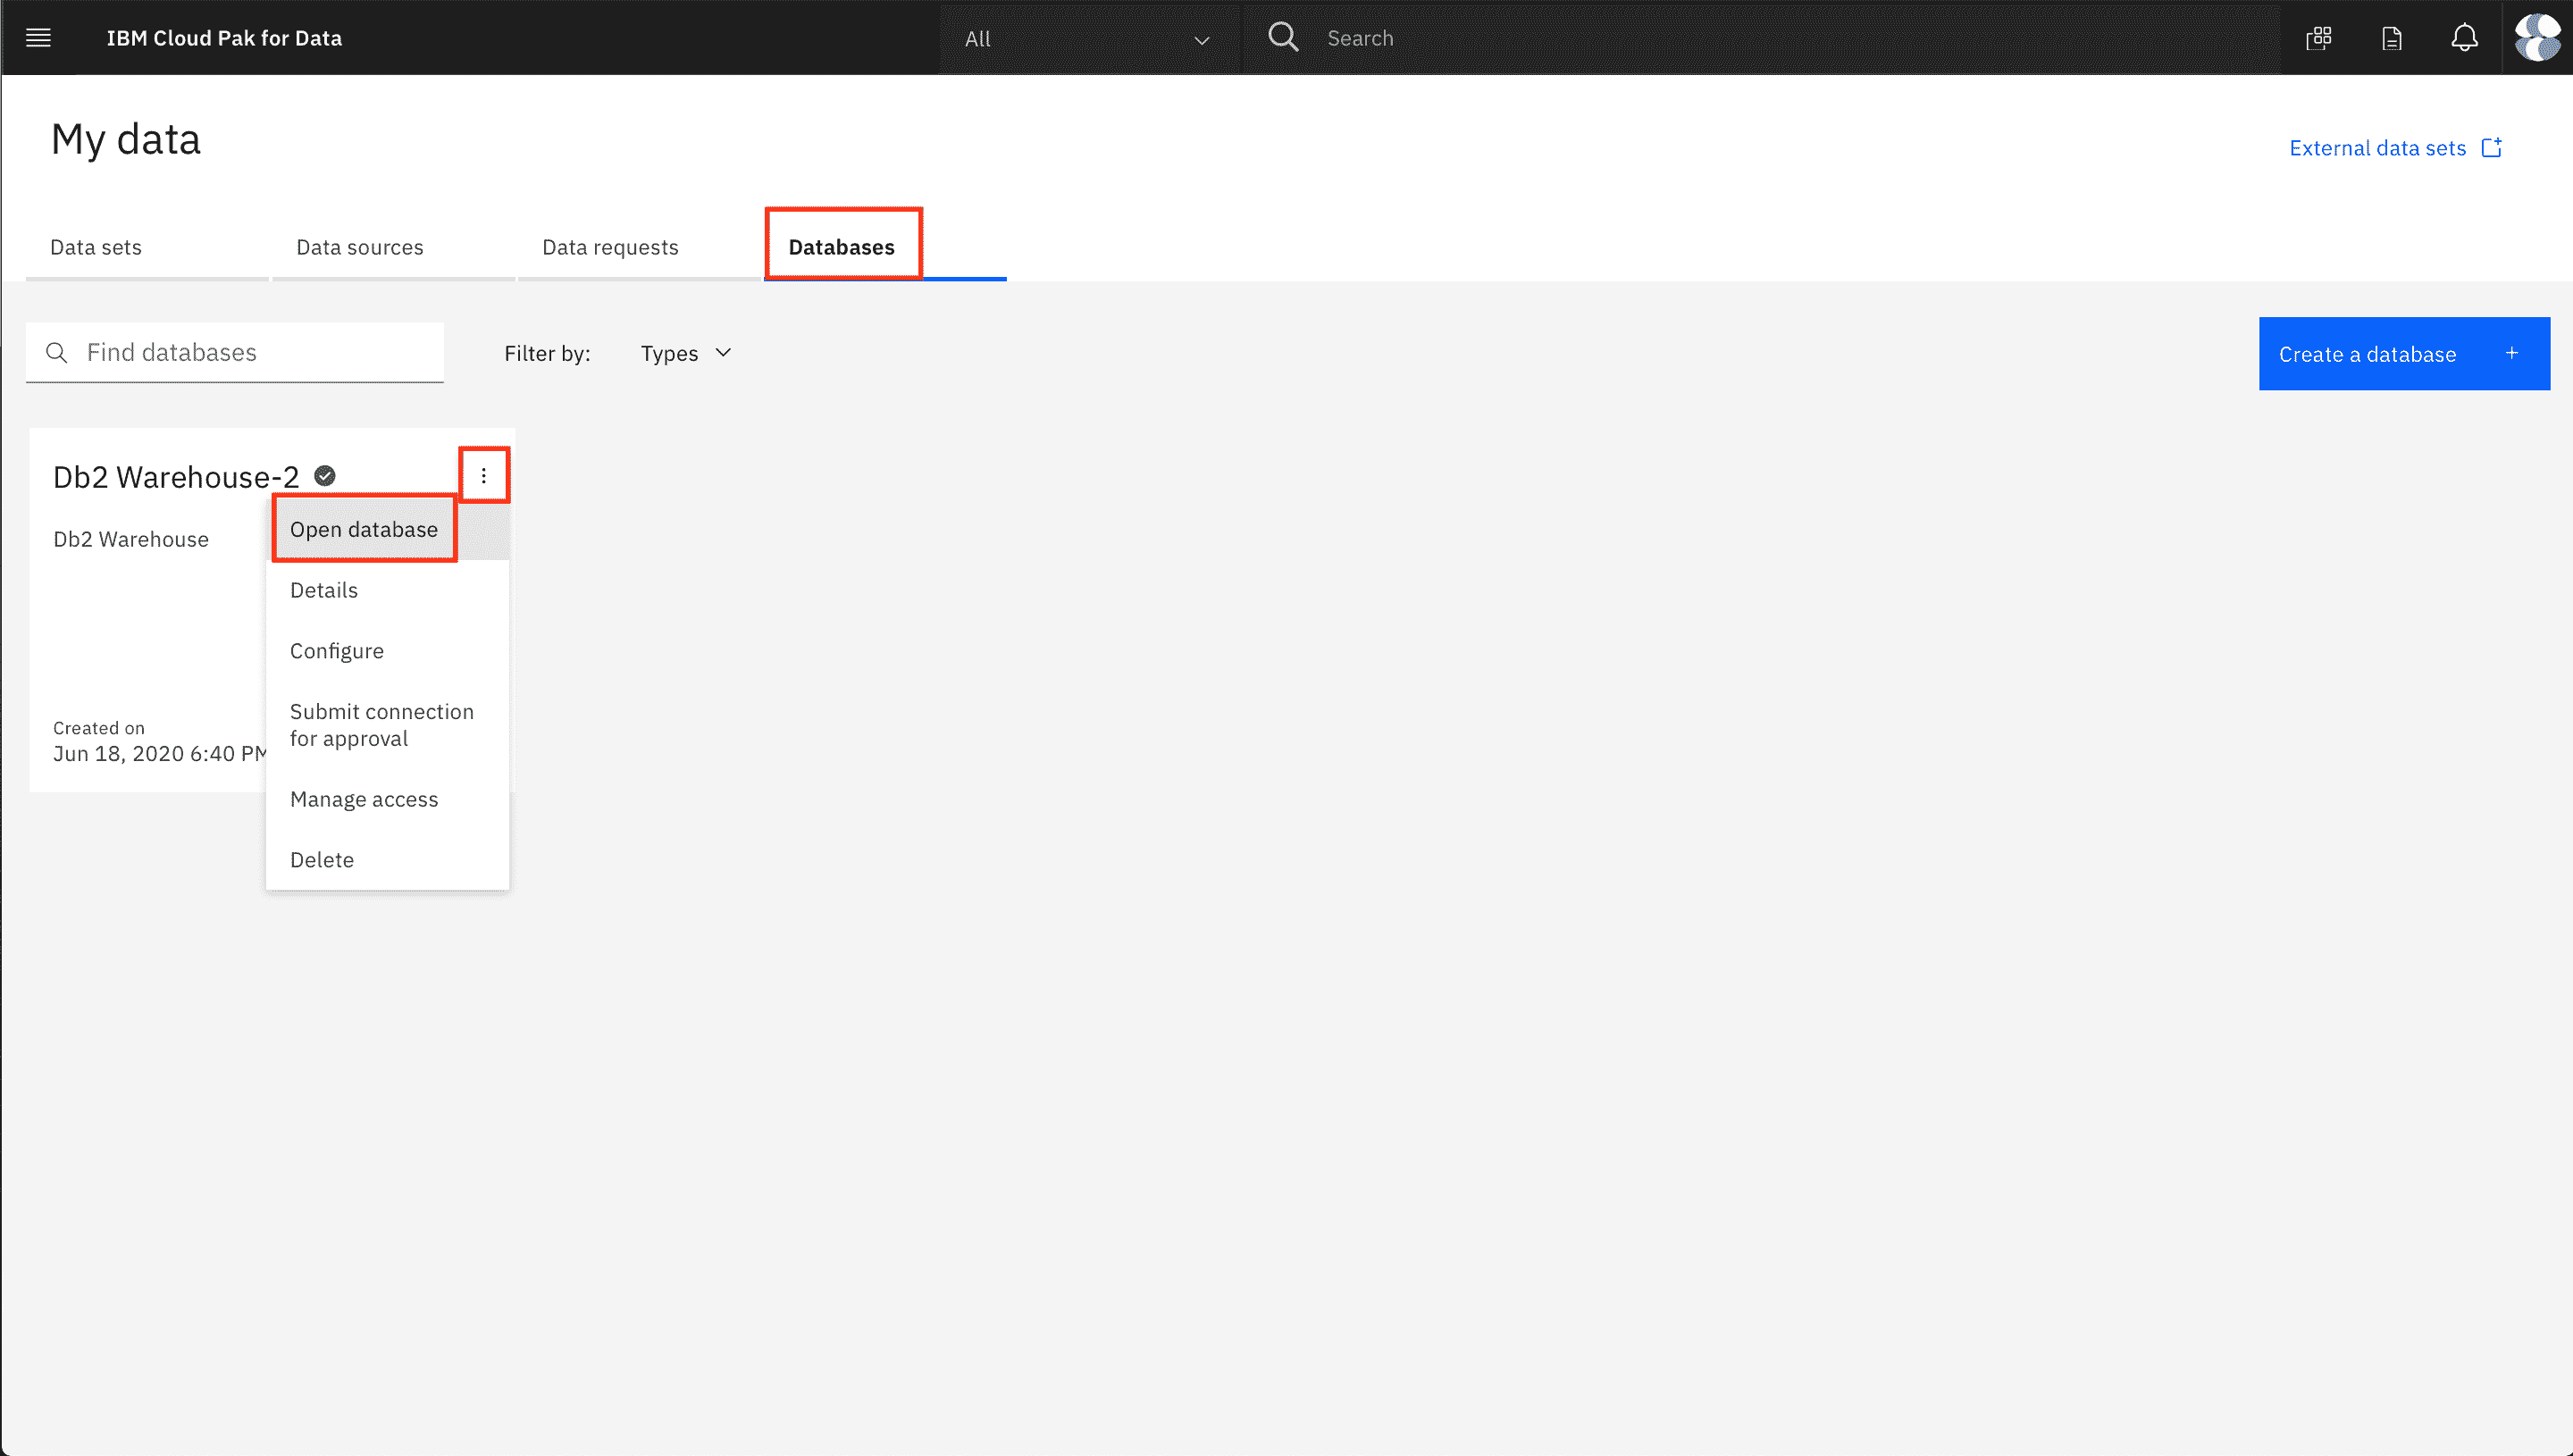 IBM Cloud Pak for Data
All
Search
My data
External data sets
Data sets
Data sources
Data requests
Databases
Find databases
Filter by:
Types
Create a database +
Db2 Warehouse-2
Db2 Warehouse
Open database
Details
Configure
Submit connection
for approval
Created on
Jun 18, 2020 6:40 PM
Manage access
Delete